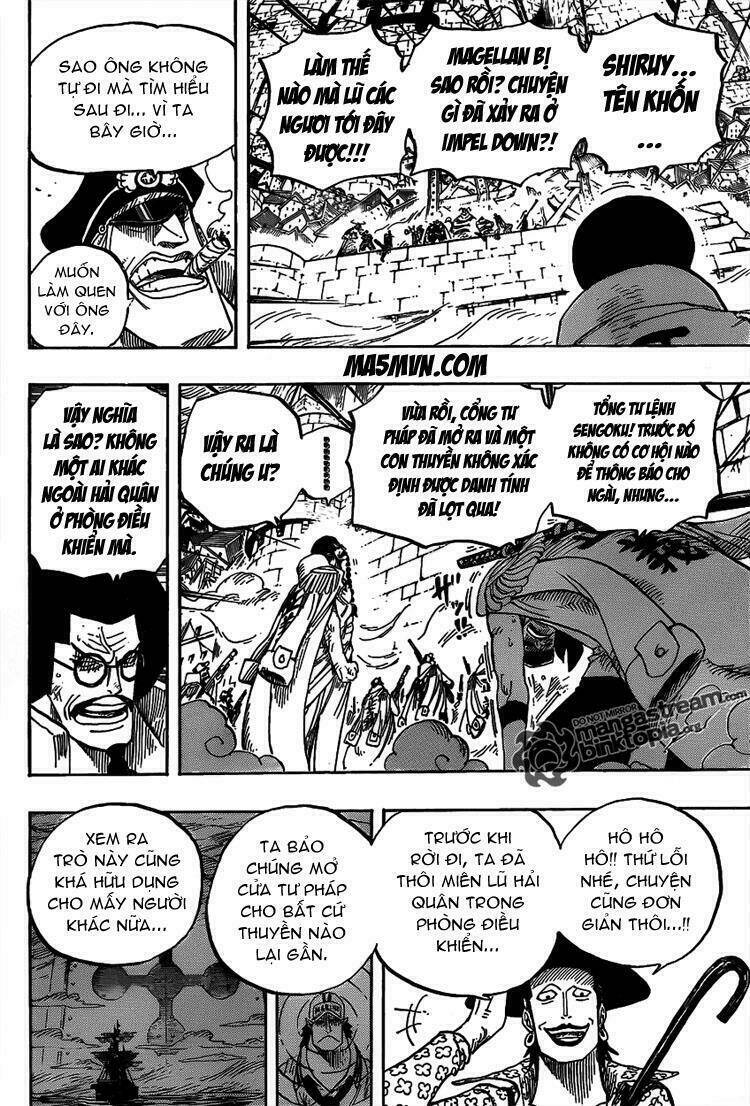 SHIRUY...
TÊN KHỐN
...
MAGELLAN BỊ
SAO RỒI? CHUYỆN
GÌ ĐÃ XẢY RA Ở
IMPEL DOWN?!
LÀM THẾ
NÀO MÀ LŨ CÁC
NGƯƠI TỚI ĐÂY
ĐƯỢC!!!
SAO ÔNG KHÔNG
TỰ ĐI MÀ TÌM HIỂU
SAU ĐI... VÌ TA
BÂY GIỜ...
MUỐN
LÀM QUEN
VỚI ÔNG
ĐÂY.
MA5MVN.COM
TỔNG TƯ LỆNH
SENGOKU! TRƯỚC ĐÓ
KHÔNG CÓ CƠ HỘI NÀO
ĐỂ THÔNG BÁO CHO
NGÀI, NHƯNG...
VỪA RỒI, CỔNG TƯ
PHÁP ĐÃ MỞ RA VÀ MỘT
CON THUYỀN KHÔNG XÁC
ĐỊNH ĐƯỢC DANH TÍNH
ĐÃ LỌT QUA!
VẬY RA LÀ
CHÚNG Ư?
VẬY NGHĨA
LÀ SAO? KHÔNG
MỘT AI KHÁC
NGOÀI HẢI QUÂN
Ở PHÒNG ĐIỀU
KHIỂN MÀ.
DO NOT MIRROR
mangastream.com
binktopia.org
HÔ HÔ
HÔ!! THỨ LỖI
NHÉ, CHUYỆN
CŨNG ĐƠN
GIẢN THÔI...!!
TRƯỚC KHI
RỜI ĐI, TA ĐÃ
THÔI MIÊN LŨ HẢI
QUÂN TRONG
PHÒNG ĐIỀU
KHIỂN...
TA BẢO
CHÚNG MỞ
CỬA TƯ PHÁP
CHO BẤT CỨ
THUYỀN NÀO
LẠI GẦN.
XEM RA
TRÒ NÀY CŨNG
KHÁ HỮU DỤNG
CHO MẤY NGƯỜI
KHÁC NỮA...